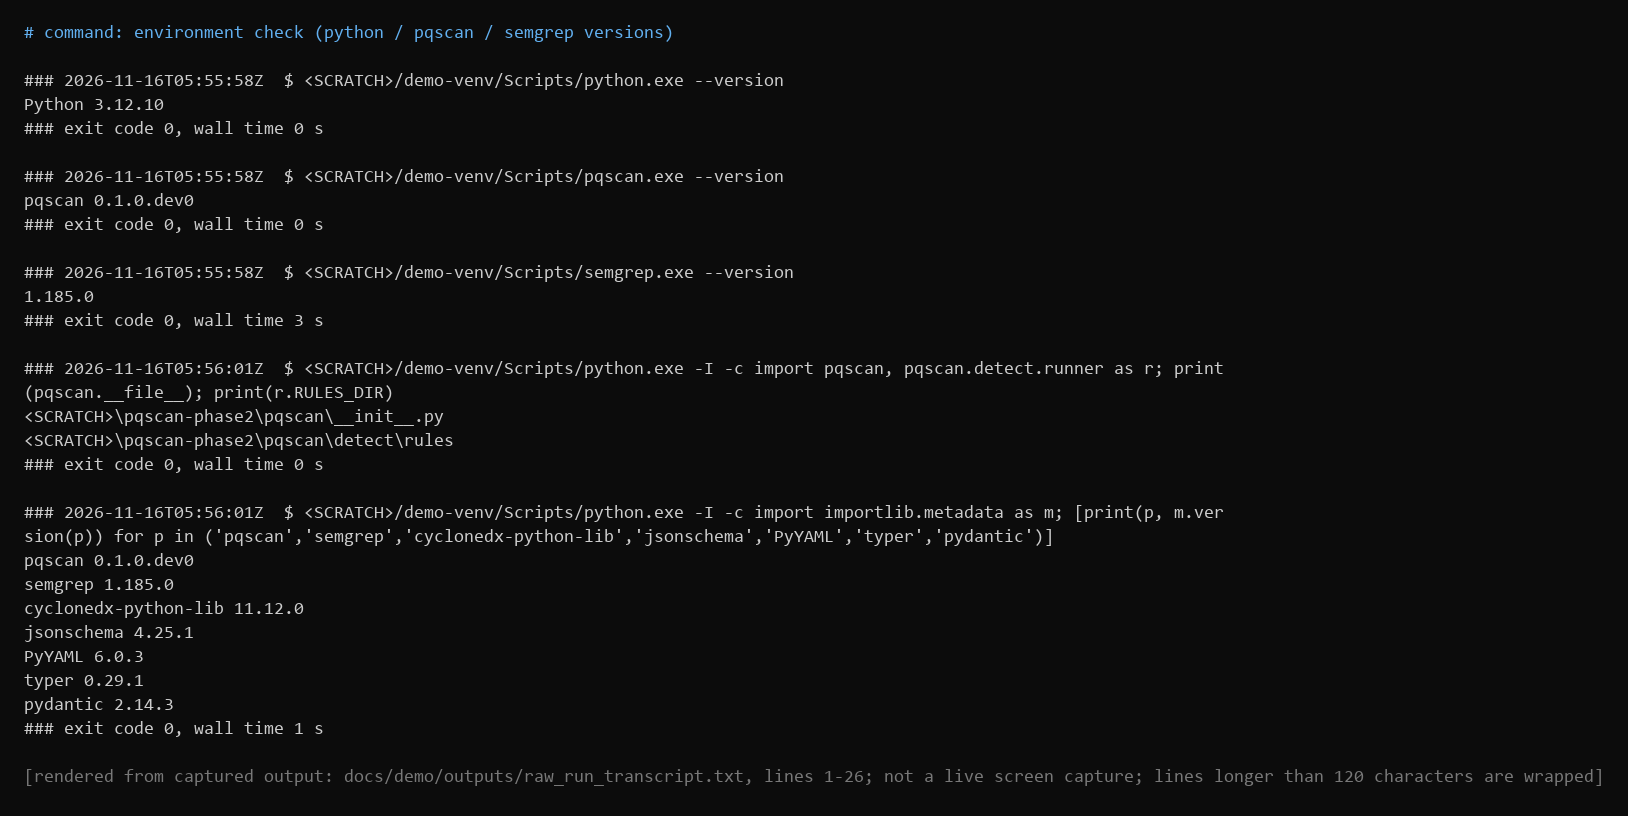 # command: environment check (python / pqscan / semgrep versions)
### 2026-11-16T05:55:58Z  $ <SCRATCH>/demo-venv/Scripts/python.exe --version
Python 3.12.10
### exit code 0, wall time 0 s
### 2026-11-16T05:55:58Z  $ <SCRATCH>/demo-venv/Scripts/pqscan.exe --version
pqscan 0.1.0.dev0
### exit code 0, wall time 0 s
### 2026-11-16T05:55:58Z  $ <SCRATCH>/demo-venv/Scripts/semgrep.exe --version
1.185.0
### exit code 0, wall time 3 s
### 2026-11-16T05:56:01Z  $ <SCRATCH>/demo-venv/Scripts/python.exe -I -c import pqscan, pqscan.detect.runner as r; print
(pqscan.__file__); print(r.RULES_DIR)
<SCRATCH>\pqscan-phase2\pqscan\__init__.py
<SCRATCH>\pqscan-phase2\pqscan\detect\rules
### exit code 0, wall time 0 s
### 2026-11-16T05:56:01Z  $ <SCRATCH>/demo-venv/Scripts/python.exe -I -c import importlib.metadata as m; [print(p, m.ver
sion(p)) for p in ('pqscan','semgrep','cyclonedx-python-lib','jsonschema','PyYAML','typer','pydantic')]
pqscan 0.1.0.dev0
semgrep 1.185.0
cyclonedx-python-lib 11.12.0
jsonschema 4.25.1
PyYAML 6.0.3
typer 0.29.1
pydantic 2.14.3
### exit code 0, wall time 1 s
[rendered from captured output: docs/demo/outputs/raw_run_transcript.txt, lines 1-26; not a live screen capture; lines longer than 120 characters are wrapped]